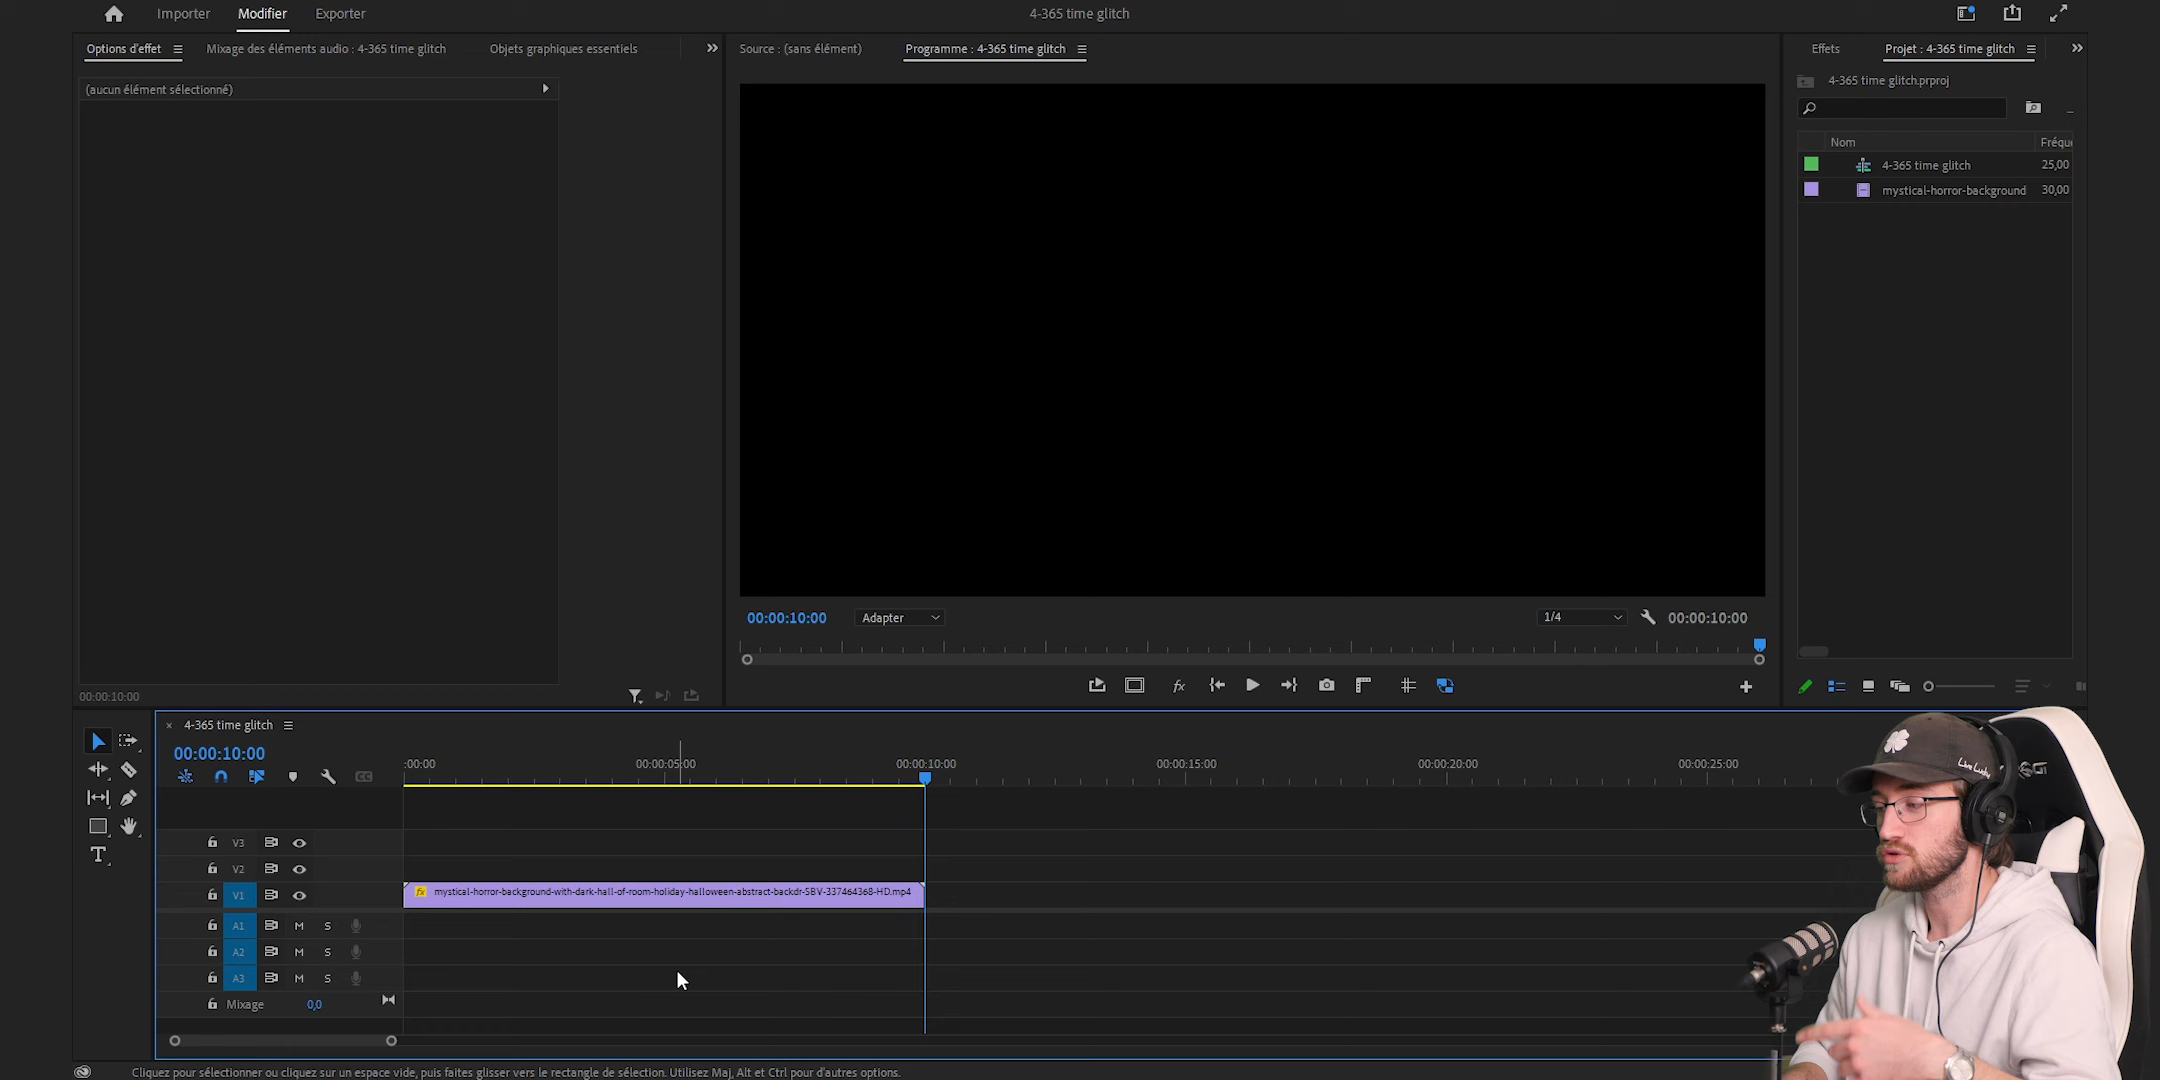 Importer Modifier Exporter 4-365 time glitch
Options d'effet Mixage des éléments audio : 4-365 time glitch Objets graphiques essentiels
(aucun élément sélectionné)
00:00:10:00
Source : (sans élément) Programme : 4-365 time glitch
00:00:10:00 Adapter 1/4 00:00:10:00
fx
Effets Projet : 4-365 time glitch
4-365 time glitch.prproj
Nom Fréqu
4-365 time glitch 25,00
mystical-horror-background 30,00
4-365 time glitch
00:00:10:00
:00:00 00:00:05:00 00:00:10:00 00:00:15:00 00:00:20:00 00:00:25:00
V3
V2
V1 fx mystical-horror-background-with-dark-hall-of-room-holiday-halloween-abstract-backdr-SBV-337464368-HD.mp4
A1 M S
A2 M S
A3 M S
Mixage 0,0
T
CC
Live Lucky
Cliquez pour sélectionner ou cliquez sur un espace vide, puis faites glisser vers le rectangle de sélection. Utilisez Maj, Alt et Ctrl pour d'autres options.